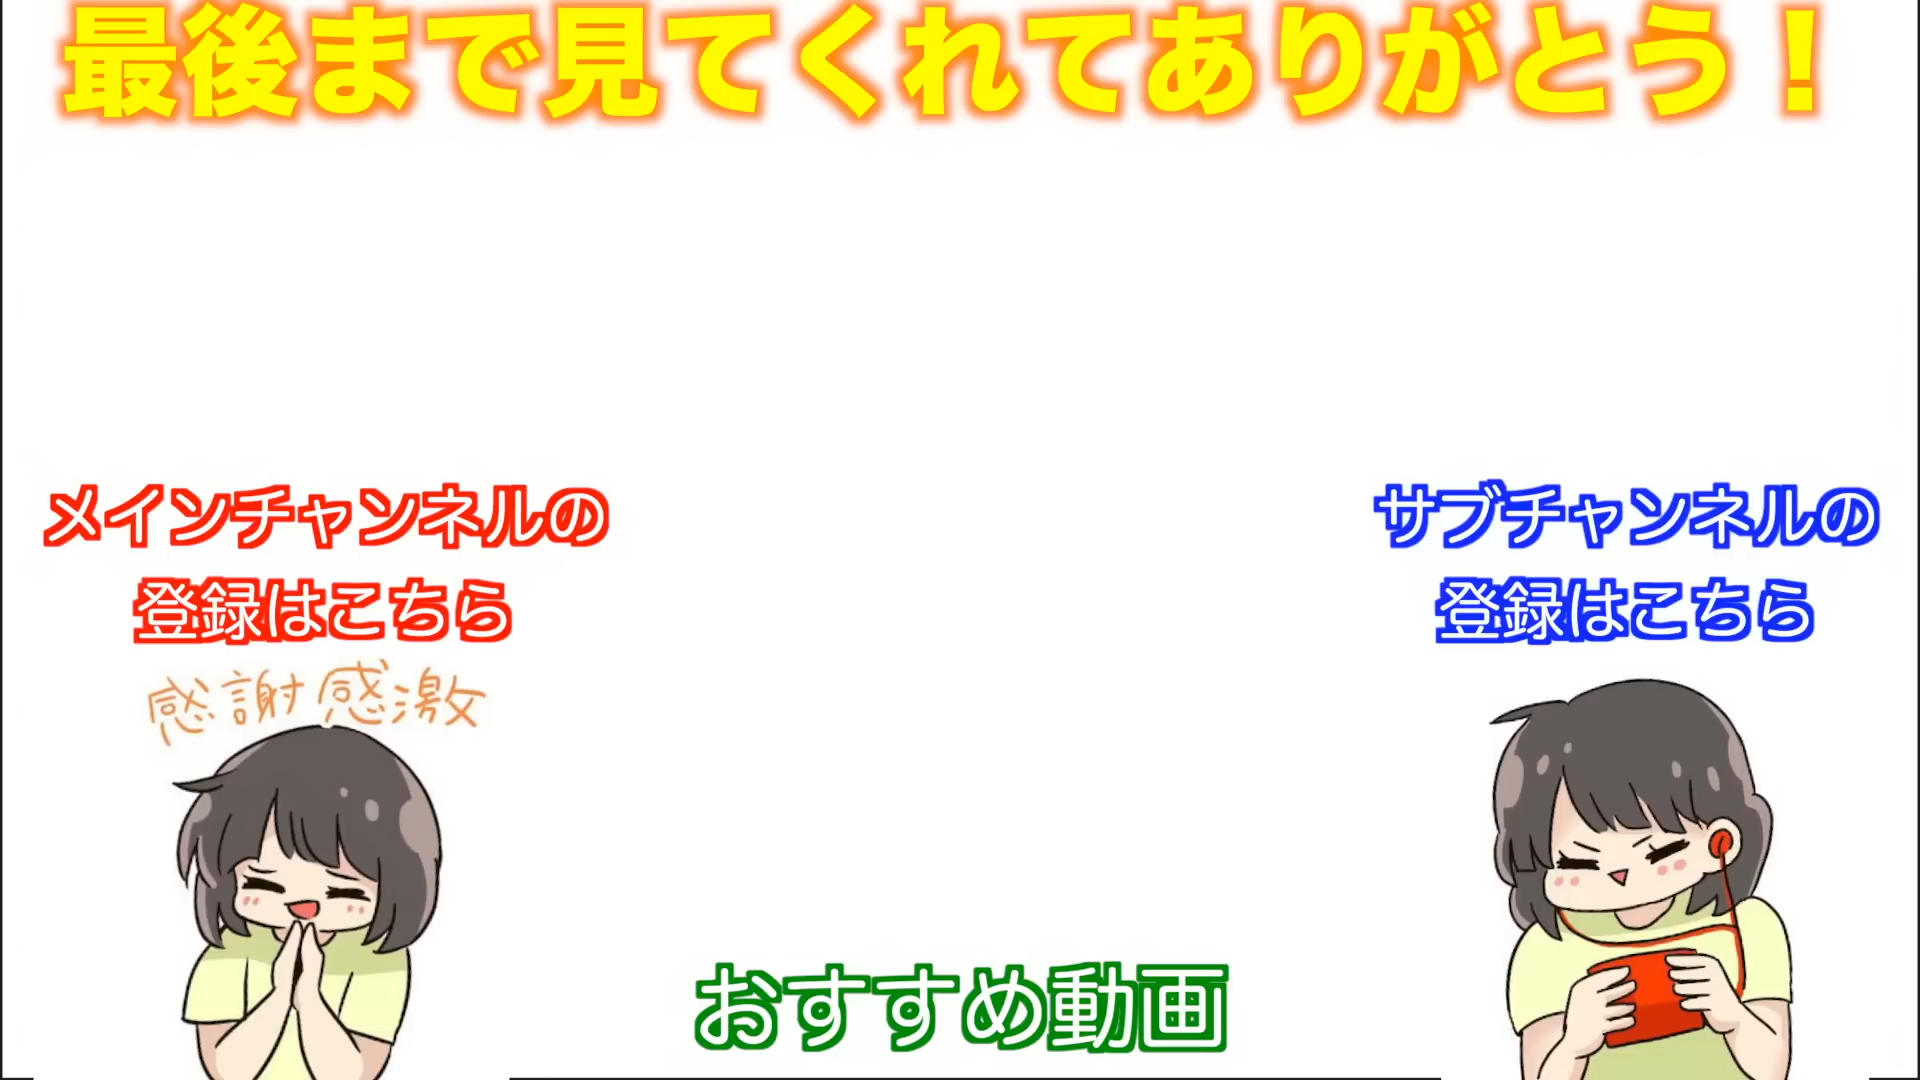 最後まで見てくれてありがとう！
メインチャンネルの
登録はこちら
サブチャンネルの
登録はこちら
感謝感激
おすすめ動画